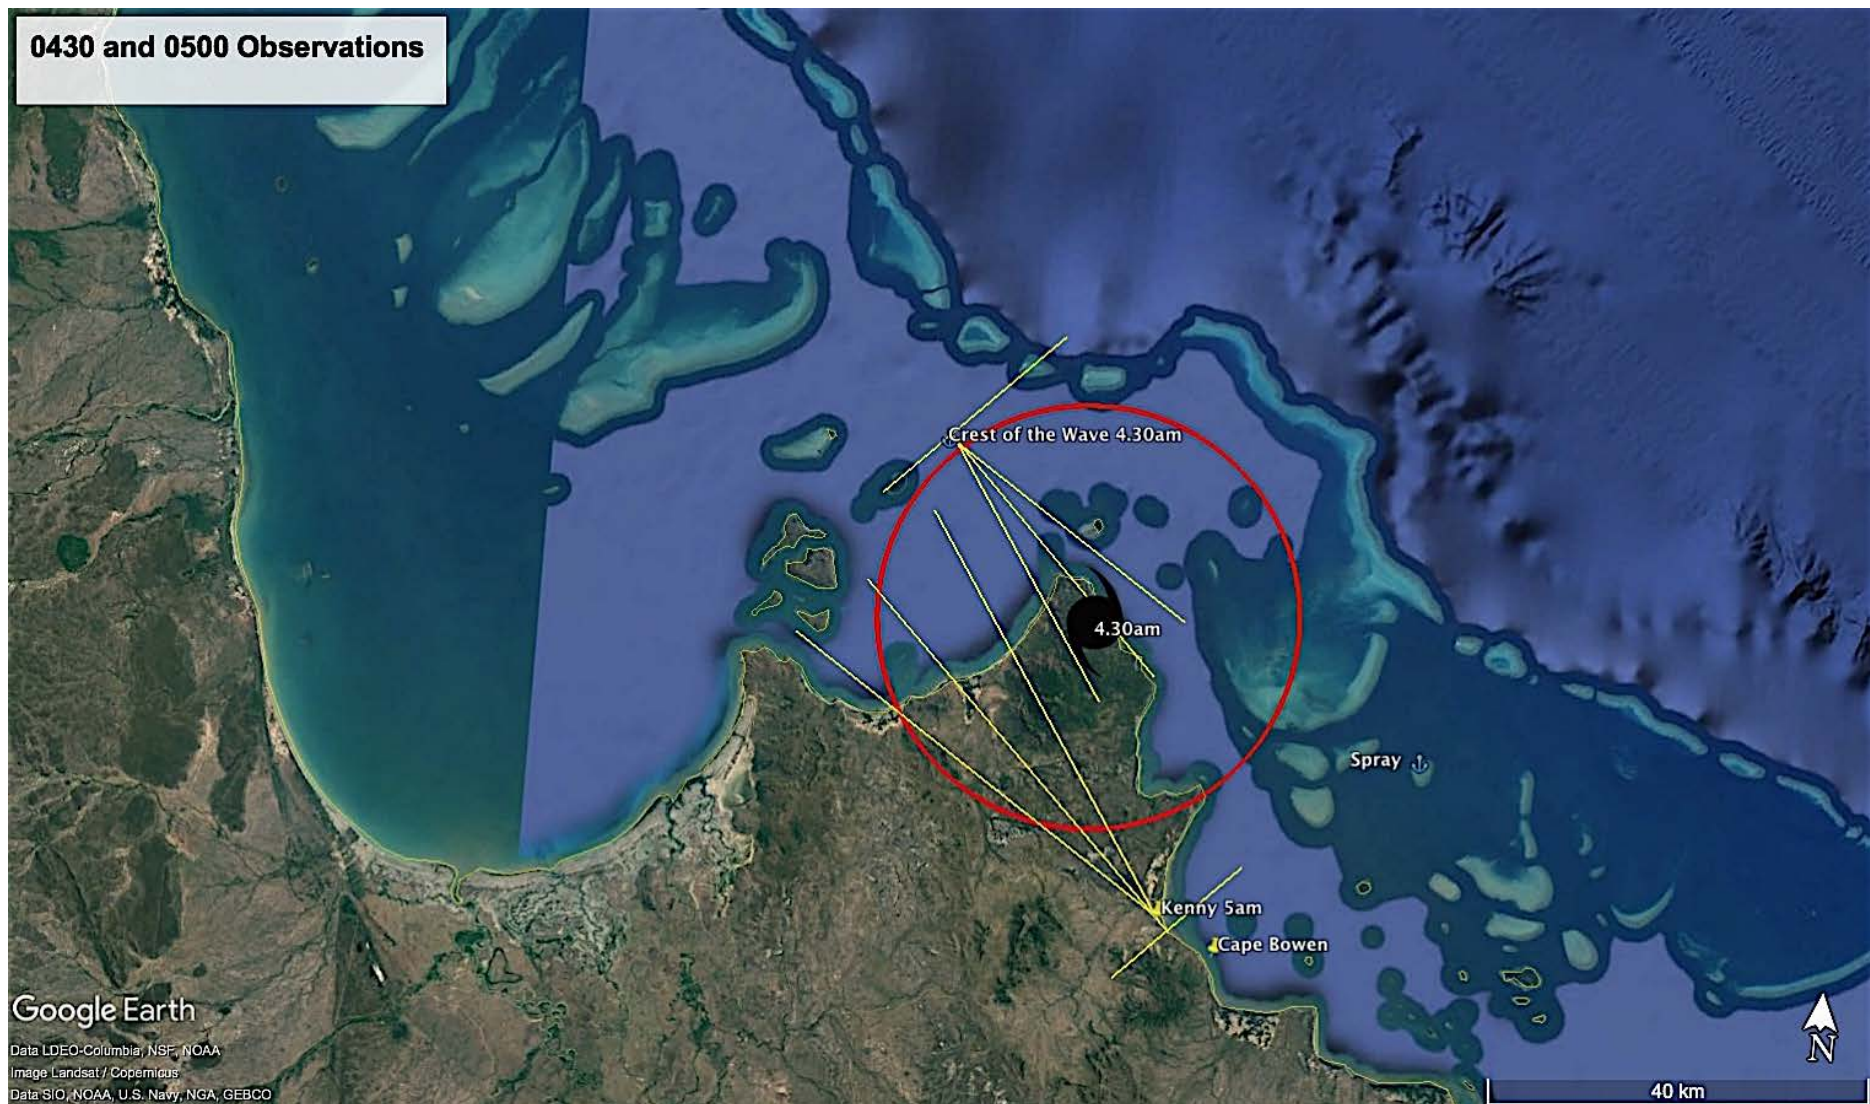 0430 and 0500 Observations
Crest of the Wave 4.30am
4.30am
Spray
Kenny 5am
Cape Bowen
Google Earth
Data LDEO-Columbia, NSF, NOAA
Image Landsat / Copernicus
Data SIO, NOAA, U.S. Navy, NGA, GEBCO
N
40 km